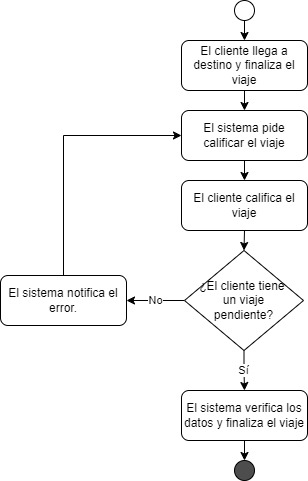 El cliente llega a
destino y finaliza el
viaje
El sistema pide
calificar el viaje
El cliente califica el
viaje
¿El cliente tiene
un viaje
pendiente?
No
El sistema notifica el
error.
Sí
El sistema verifica los
datos y finaliza el viaje